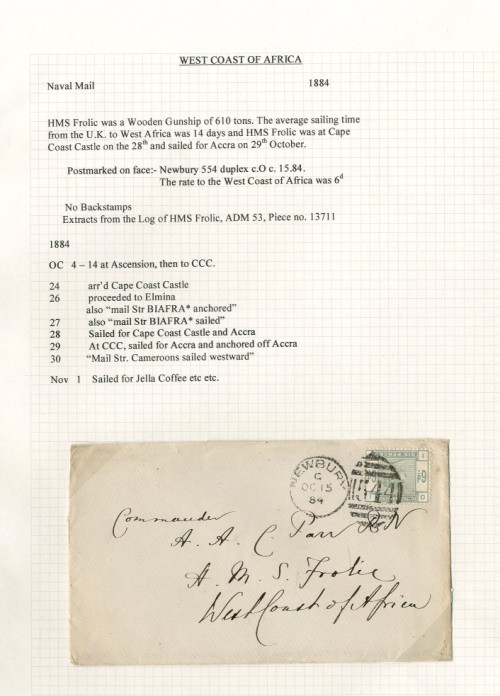 WEST COAST OF AFRICA
Naval Mail 1884
HMS Frolic was a Wooden Gunship of 610 tons. The average sailing time
from the U.K. to West Africa was 14 days and HMS Frolic was at Cape
Coast Castle on the 28th and sailed for Accra on 29th October.
Postmarked on face:- Newbury 554 duplex c.O c. 15.84.
The rate to the West Coast of Africa was 6d
No Backstamps
Extracts from the Log of HMS Frolic, ADM 53, Piece no. 13711
1884
OC 4 – 14 at Ascension, then to CCC.
24 arr'd Cape Coast Castle
26 proceeded to Elmina
also "mail Str BIAFRA* anchored"
27 also "mail Str BIAFRA* sailed"
28 Sailed for Cape Coast Castle and Accra
29 At CCC, sailed for Accra and anchored off Accra
30 "Mail Str. Cameroons sailed westward"
Nov 1 Sailed for Jella Coffee etc etc.
NEWBURY
C
OC 15
84
544
Commander
A. A. C. Parr RN
H. M. S. Frolic
West Coast of Africa